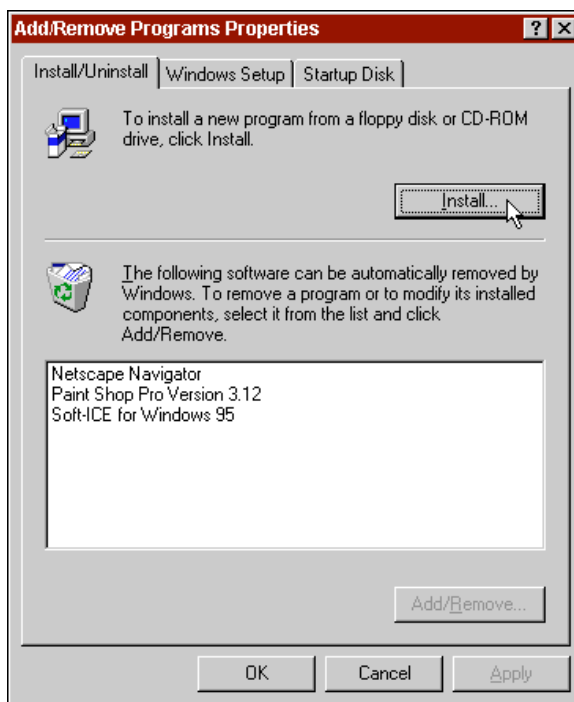 Add/Remove Programs Properties
Install/Uninstall
Windows Setup
Startup Disk
To install a new program from a floppy disk or CD-ROM
drive, click Install.
Install...
The following software can be automatically removed by
Windows. To remove a program or to modify its installed
components, select it from the list and click
Add/Remove.
Netscape Navigator
Paint Shop Pro Version 3.12
Soft-ICE for Windows 95
Add/Remove...
OK
Cancel
Apply